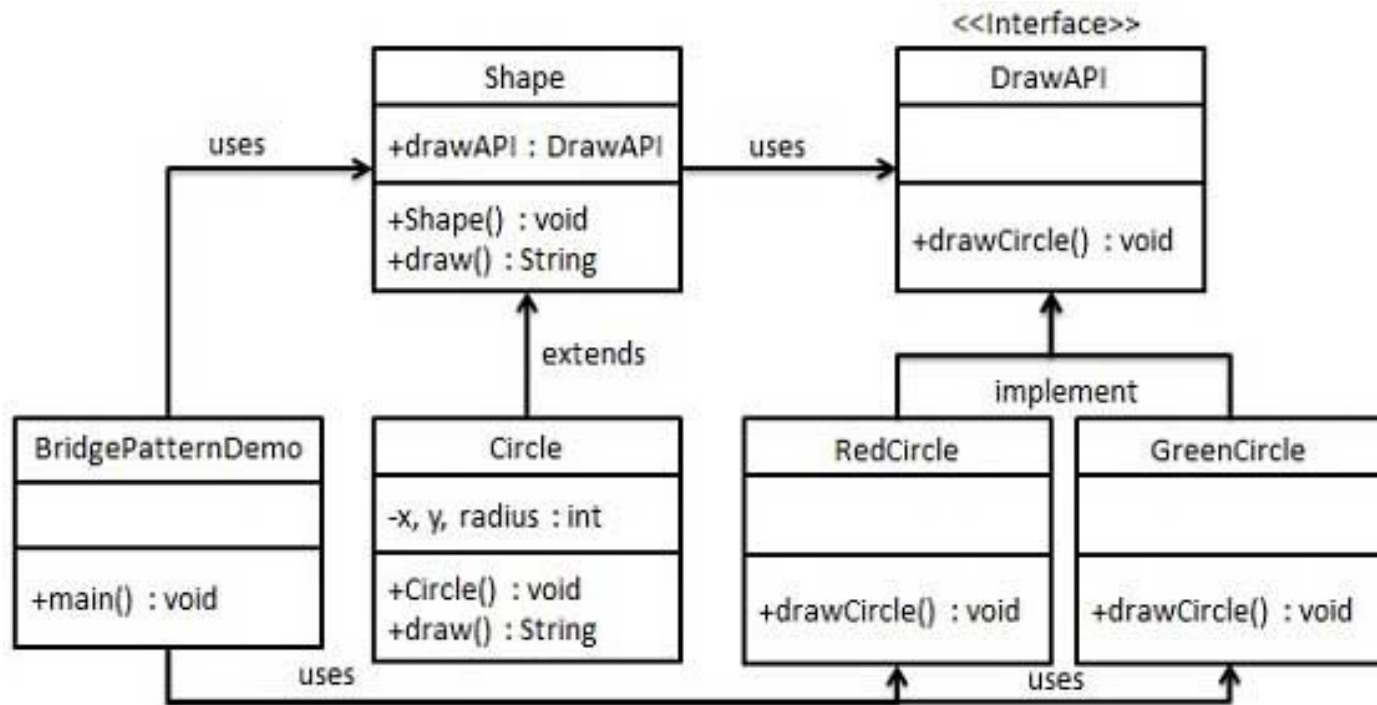 <<Interface>>
Shape
DrawAPI
+drawAPI : DrawAPI
uses
uses
+Shape() : void
+draw() : String
+drawCircle() : void
extends
implement
BridgePatternDemo
Circle
RedCircle
GreenCircle
-x, y, radius : int
+main() : void
+Circle() : void
+draw() : String
+drawCircle() : void
+drawCircle() : void
uses
uses